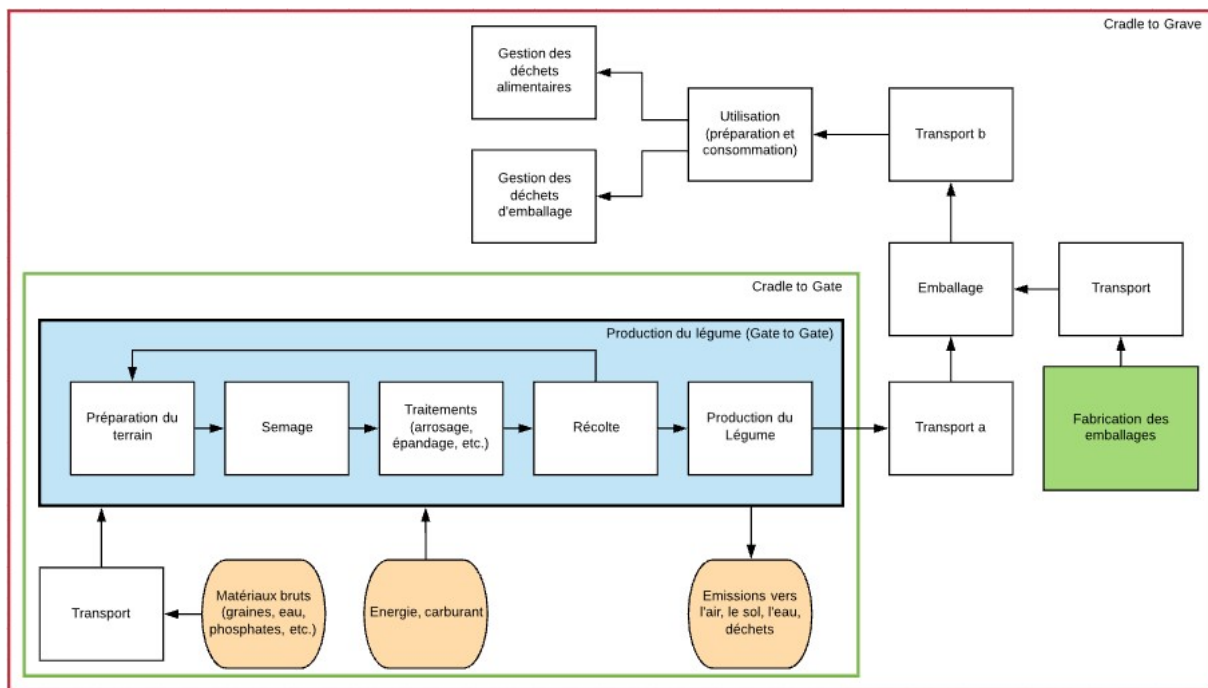 Cradle to Grave
Gestion des
déchets
alimentaires
Utilisation
(préparation et
consommation)
Transport b
Gestion des
déchets
d'emballage
Cradle to Gate
Emballage
Transport
Production du légume (Gate to Gate)
Préparation du
terrain
Semage
Traitements
(arrosage,
épandage, etc.)
Récolte
Production du
Légume
Transport a
Fabrication des
emballages
Transport
Matériaux bruts
(graines, eau,
phosphates, etc.)
Energie, carburant
Emissions vers
l'air, le sol, l'eau,
déchets